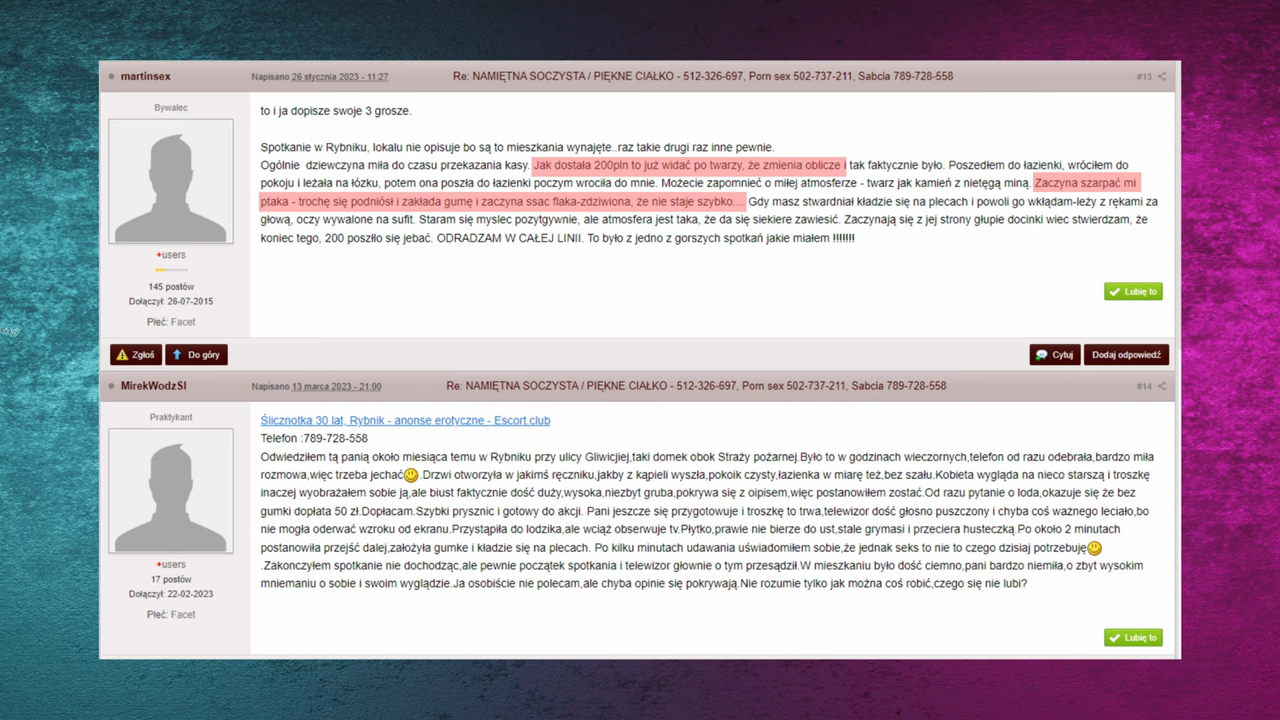 martinsex
Napisano 26 stycznia 2023 - 11:27
Re: NAMIĘTNA SOCZYSTA / PIĘKNE CIAŁKO - 512-326-697, Porn sex 502-737-211, Sabcia 789-728-558
#13
Bywalec
+users
145 postów
Dołączył: 26-07-2015
Płeć: Facet
to i ja dopisze swoje 3 grosze.
Spotkanie w Rybniku, lokalu nie opisuje bo są to mieszkania wynajęte..raz takie drugi raz inne pewnie.
Ogólnie dziewczyna miła do czasu przekazania kasy. Jak dostała 200pln to już widać po twarzy, że zmienia oblicze i tak faktycznie było. Poszedłem do łazienki, wróciłem do
pokoju i leżała na łózku, potem ona poszła do łazienki poczym wrociła do mnie. Możecie zapomnieć o miłej atmosferze - twarz jak kamień z nietęgą miną. Zaczyna szarpać mi
ptaka - trochę się podniósł i zakłada gumę i zaczyna ssac flaka-zdziwiona, że nie staje szybko.... Gdy masz stwardniał kładzie się na plecach i powoli go wkłądam-leży z rękami za
głową, oczy wywalone na sufit. Staram się myslec pozytygwnie, ale atmosfera jest taka, że da się siekiere zawiesić. Zaczynają się z jej strony głupie docinki wiec stwierdzam, że
koniec tego, 200 poszłło się jebać. ODRADZAM W CAŁEJ LINII. To było z jedno z gorszych spotkań jakie miałem !!!!!!!
Lubię to
Zgłoś
Do góry
Cytuj
Dodaj odpowiedź
MirekWodzSl
Napisano 13 marca 2023 - 21:00
Re: NAMIĘTNA SOCZYSTA / PIĘKNE CIAŁKO - 512-326-697, Porn sex 502-737-211, Sabcia 789-728-558
#14
Praktykant
+users
17 postów
Dołączył: 22-02-2023
Płeć: Facet
Ślicznotka 30 lat, Rybnik - anonse erotyczne - Escort.club
Telefon :789-728-558
Odwiedziłem tą panią około miesiąca temu w Rybniku przy ulicy Gliwicjiej,taki domek obok Straży pożarnej.Było to w godzinach wieczornych,telefon od razu odebrała,bardzo miła
rozmowa,więc trzeba jechać .Drzwi otworzyła w jakimś ręczniku,jakby z kąpieli wyszła,pokoik czysty,łazienka w miarę też,bez szału.Kobieta wygląda na nieco starszą i troszkę
inaczej wyobrażałem sobie ją,ale biust faktycznie dość duży,wysoka,niezbyt gruba,pokrywa się z oipisem,więc postanowiłem zostać.Od razu pytanie o loda,okazuje się że bez
gumki dopłata 50 zł.Dopłacam.Szybki prysznic i gotowy do akcji. Pani jeszcze się przygotowuje i troszkę to trwa,telewizor dość głosno puszczony i chyba coś ważnego leciało,bo
nie mogła oderwać wzroku od ekranu.Przystąpiła do lodzika,ale wciąż obserwuje tv.Płytko,prawie nie bierze do ust,stale grymasi i przeciera husteczką.Po około 2 minutach
postanowiła przejść dalej,założyła gumke i kładzie się na plecach. Po kilku minutach udawania uświadomiłem sobie,że jednak seks to nie to czego dzisiaj potrzebuję
.Zakonczyłem spotkanie nie dochodząc,ale pewnie początek spotkania i telewizor głownie o tym przesądził.W mieszkaniu było dość ciemno,pani bardzo niemiła,o zbyt wysokim
mniemaniu o sobie i swoim wyglądzie.Ja osobiście nie polecam,ale chyba opinie się pokrywają.Nie rozumie tylko jak można coś robić,czego się nie lubi?
Lubię to